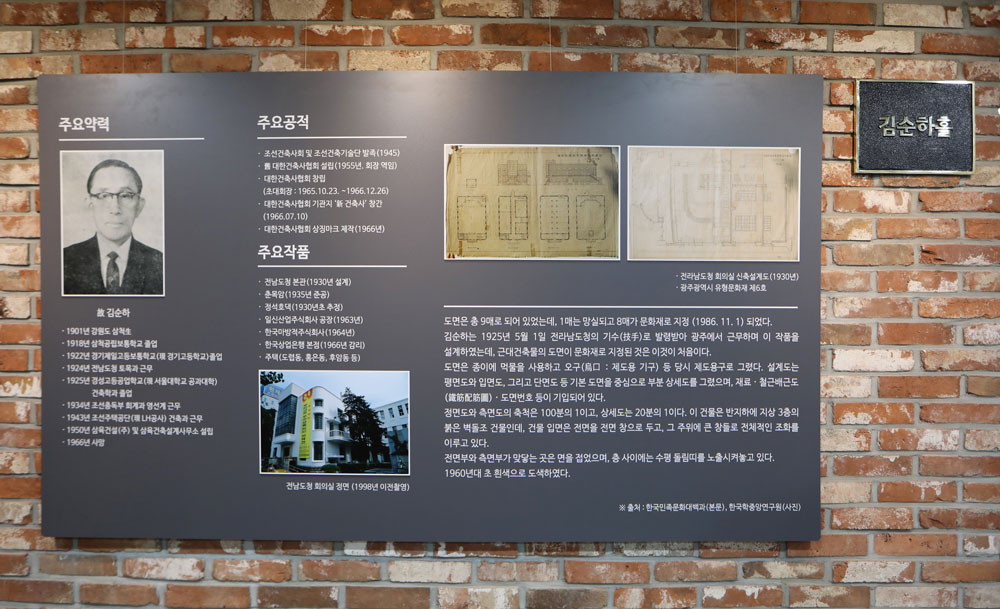 주요약력
故 김순하
· 1901년 강원도 삼척生
· 1918년 삼척공립보통학교 졸업
· 1922년 경기제일고등보통학교(現 경기고등학교)졸업
· 1924년 전남도청 토목과 근무
· 1925년 경성고등공업학교(現 서울대학교 공과대학)
건축학과 졸업
· 1934년 조선총독부 회계과 영선계 근무
· 1943년 조선주택공단(現 LH공사) 건축과 근무
· 1950년 삼육건설(주) 및 삼육건축설계사무소 설립
· 1966년 사망
주요공적
· 조선건축사회 및 조선건축기술단 발족(1945)
· 舊 대한건축사협회 설립(1955년, 회장 역임)
· 대한건축사협회 창립
(초대회장 : 1965.10.23. ~1966.12.26)
· 대한건축사협회 기관지 '新 건축사' 창간
(1966.07.10)
· 대한건축사협회 상징마크 제작(1966년)
주요작품
· 전남도청 본관(1930년 설계)
· 춘목암(1935년 준공)
· 정석호댁(1930년초 추정)
· 일신산업주식회사 공장(1963년)
· 한국마방적주식회사(1964년)
· 한국상업은행 본점(1966년 감리)
· 주택(도렴동, 홍은동, 후암동 등)
전남도청 회의실 정면 (1998년 이전촬영)
· 전라남도청 회의실 신축설계도(1930년)
· 광주광역시 유형문화재 제6호
도면은 총 9매로 되어 있었는데, 1매는 망실되고 8매가 문화재로 지정 (1986. 11. 1) 되었다.
김순하는 1925년 5월 1일 전라남도청의 기수(技手)로 발령받아 광주에서 근무하며 이 작품을
설계하였는데, 근대건축물의 도면이 문화재로 지정된 것은 이것이 처음이다.
도면은 종이에 먹물을 사용하고 오구(烏口 : 제도용 기구) 등 당시 제도용구로 그렸다. 설계도는
평면도와 입면도, 그리고 단면도 등 기본 도면을 중심으로 부분 상세도를 그렸으며, 재료 · 철근배근도
(鐵筋配筋圖) · 도면번호 등이 기입되어 있다.
정면도와 측면도의 축척은 100분의 1이고, 상세도는 20분의 1이다. 이 건물은 반지하에 지상 3층의
붉은 벽돌조 건물인데, 건물 입면은 전면을 전면 창으로 두고, 그 주위에 큰 창들로 전체적인 조화를
이루고 있다.
전면부와 측면부가 맞닿는 곳은 면을 접었으며, 층 사이에는 수평 돌림띠를 노출시켜놓고 있다.
1960년대 초 흰색으로 도색하였다.
※ 출처 : 한국민족문화대백과(본문), 한국학중앙연구원(사진)
김순하홀